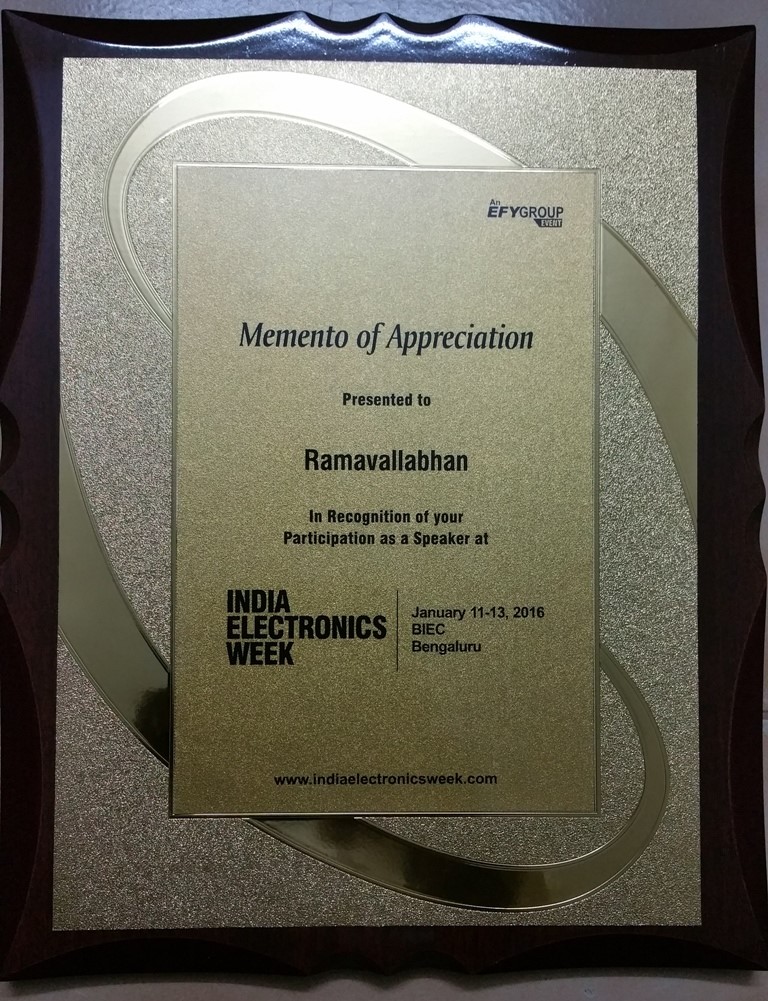 An
EFYGROUP
EVENT
Memento of Appreciation
Presented to
Ramavallabhan
In Recognition of your
Participation as a Speaker at
INDIA
ELECTRONICS
WEEK
January 11-13, 2016
BIEC
Bengaluru
www.indiaelectronicsweek.com